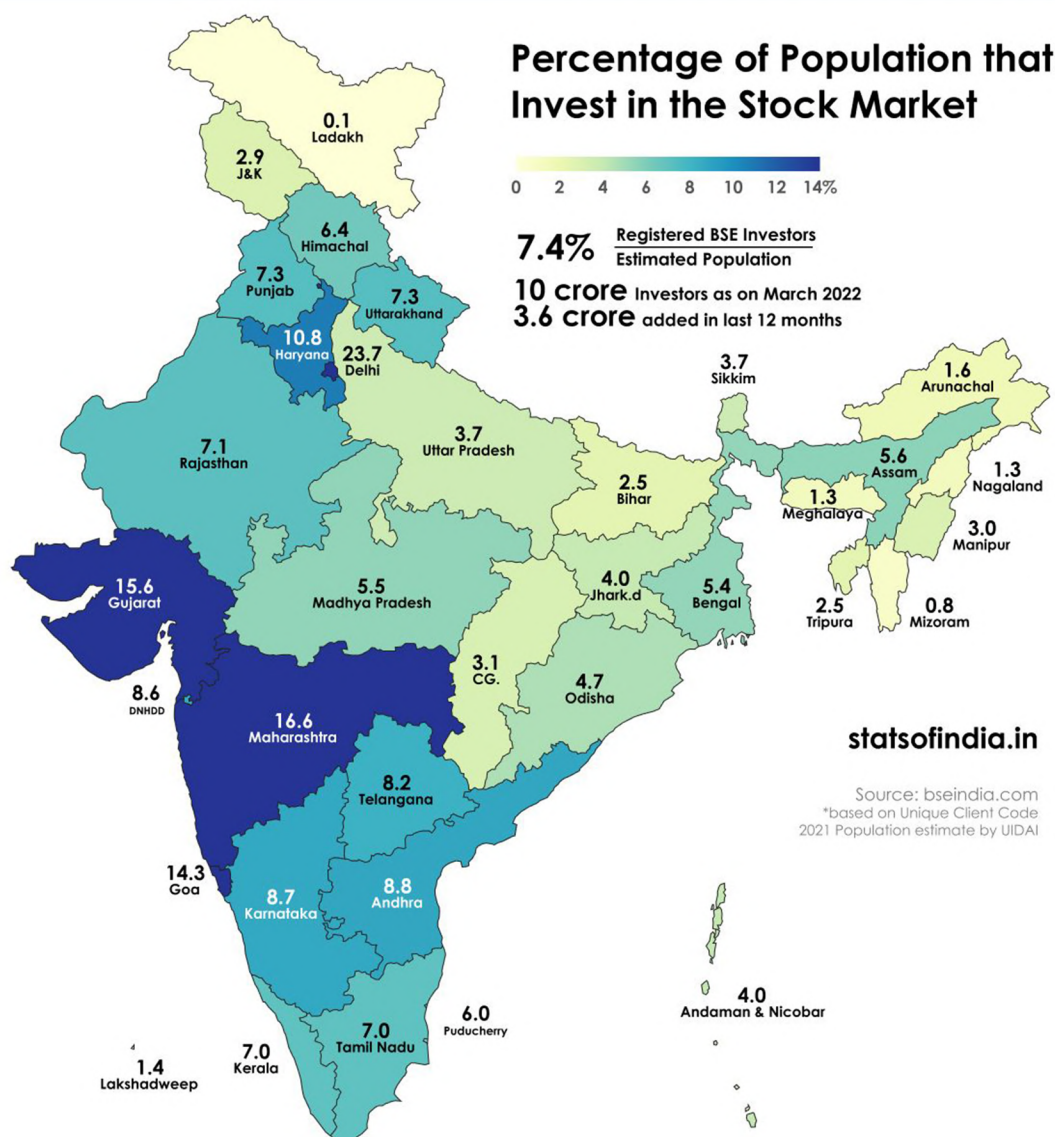 Percentage of Population that
Invest in the Stock Market
0 2 4 6 8 10 12 14%
7.4% Registered BSE Investors
Estimated Population
10 crore Investors as on March 2022
3.6 crore added in last 12 months
0.1
Ladakh
2.9
J&K
6.4
Himachal
7.3
Punjab
7.3
Uttarakhand
10.8
Haryana
23.7
Delhi
3.7
Sikkim
1.6
Arunachal
7.1
Rajasthan
3.7
Uttar Pradesh
5.6
Assam
1.3
Nagaland
2.5
Bihar
1.3
Meghalaya
3.0
Manipur
15.6
Gujarat
5.5
Madhya Pradesh
4.0
Jhark.d
5.4
Bengal
2.5
Tripura
0.8
Mizoram
8.6
DNHDD
3.1
CG.
4.7
Odisha
16.6
Maharashtra
statsofindia.in
8.2
Telangana
Source: bseindia.com
*based on Unique Client Code
2021 Population estimate by UIDAI
14.3
Goa
8.7
Karnataka
8.8
Andhra
4.0
Andaman & Nicobar
6.0
Puducherry
7.0
Tamil Nadu
7.0
Kerala
1.4
Lakshadweep